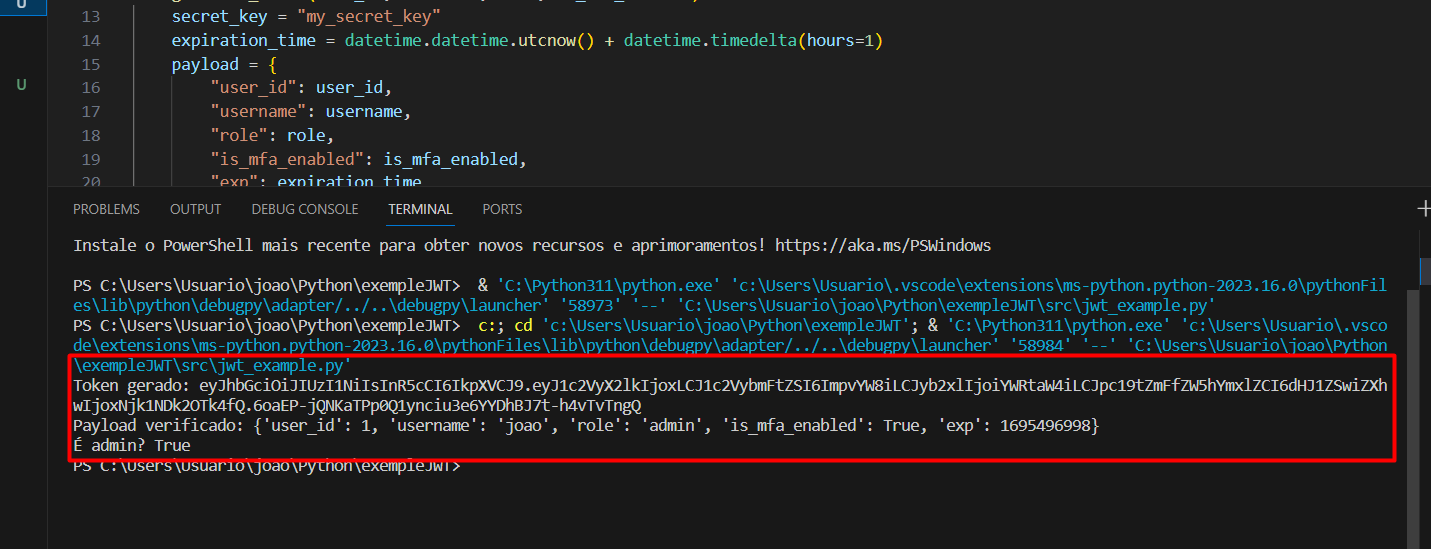 U
13 secret_key = "my_secret_key"
14 expiration_time = datetime.datetime.utcnow() + datetime.timedelta(hours=1)
15 payload = {
U
16 "user_id": user_id,
17 "username": username,
18 "role": role,
19 "is_mfa_enabled": is_mfa_enabled,
20 "exp": expiration_time
PROBLEMS OUTPUT DEBUG CONSOLE TERMINAL PORTS
Instale o PowerShell mais recente para obter novos recursos e aprimoramentos! https://aka.ms/PSWindows
PS C:\Users\Usuario\joao\Python\exempleJWT> & 'C:\Python311\python.exe' 'c:\Users\Usuario\.vscode\extensions\ms-python.python-2023.16.0\pythonFil
es\lib\python\debugpy\adapter/../..\debugpy\launcher' '58973' '--' 'C:\Users\Usuario\joao\Python\exempleJWT\src\jwt_example.py'
PS C:\Users\Usuario\joao\Python\exempleJWT> c:; cd 'c:\Users\Usuario\joao\Python\exempleJWT'; & 'C:\Python311\python.exe' 'c:\Users\Usuario\.vsco
de\extensions\ms-python.python-2023.16.0\pythonFiles\lib\python\debugpy\adapter/../..\debugpy\launcher' '58984' '--' 'C:\Users\Usuario\joao\Python
\exempleJWT\src\jwt_example.py'
Token gerado: eyJhbGciOiJIUzI1NiIsInR5cCI6IkpXVCJ9.eyJ1c2VyX2lkIjoxLCJ1c2VybmFtZSI6ImpvYW8iLCJyb2xlIjoiYWRtaW4iLCJpc19tZmFfZW5hYmxlZCI6dHJ1ZSwiZXh
wIjoxNjk1NDk2OTk4fQ.6oaEP-jQNKaTPp0Q1ynciu3e6YYDhBJ7t-h4vTvTngQ
Payload verificado: {'user_id': 1, 'username': 'joao', 'role': 'admin', 'is_mfa_enabled': True, 'exp': 1695496998}
É admin? True
PS C:\Users\Usuario\joao\Python\exempleJWT>